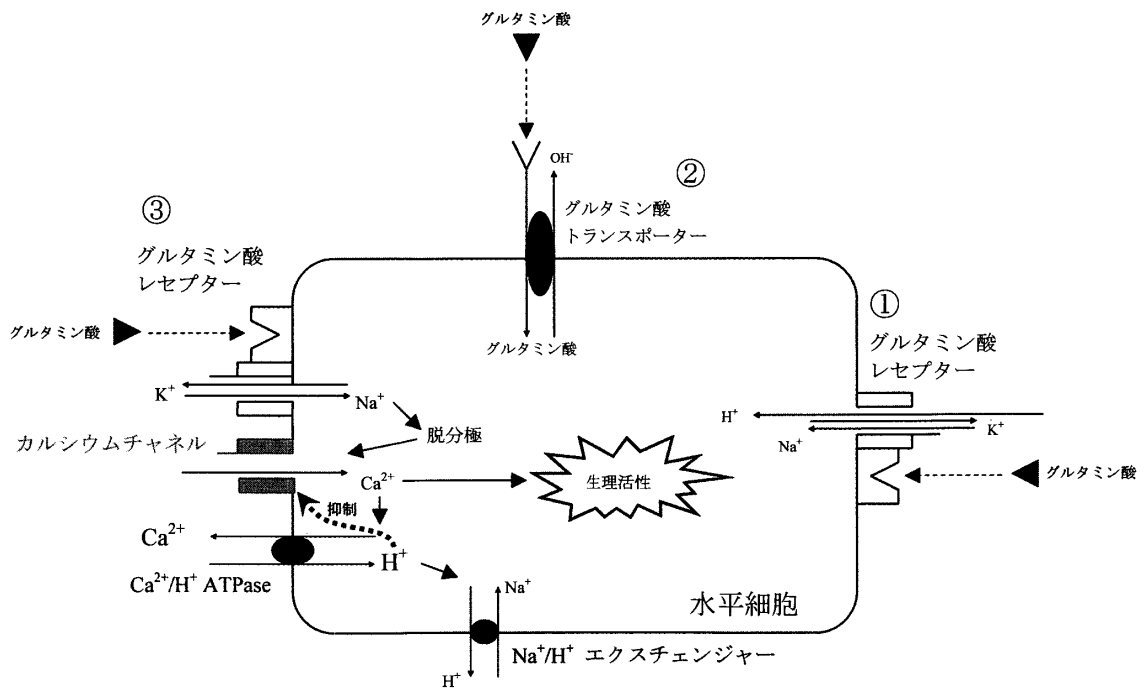 グルタミン酸
OH⁻
②
グルタミン酸
トランスポーター
グルタミン酸
③
グルタミン酸
レセプター
グルタミン酸
K⁺
Na⁺
脱分極
カルシウムチャネル
Ca²⁺
抑制
生理活性
Ca²⁺
H⁺
Ca²⁺/H⁺ ATPase
Na⁺
H⁺
Na⁺/H⁺ エクスチェンジャー
水平細胞
①
グルタミン酸
レセプター
H⁺
Na⁺
K⁺
グルタミン酸